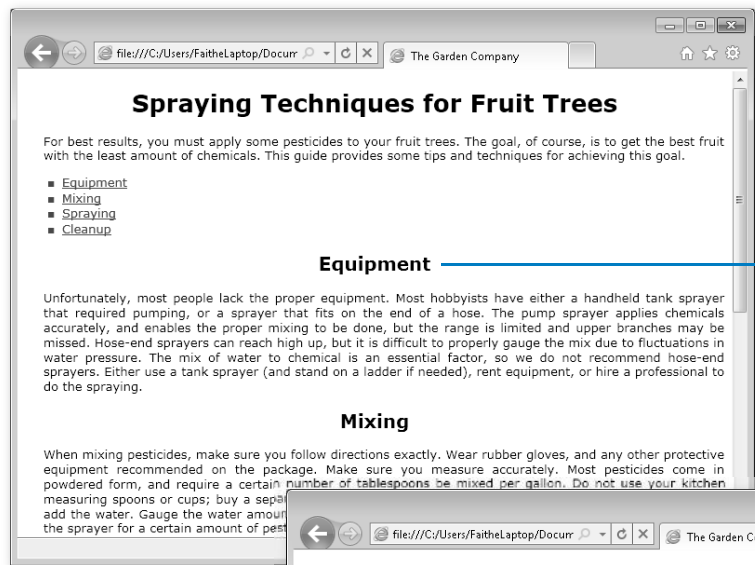 file:///C:/Users/FaitheLaptop/Docum
The Garden Company
Spraying Techniques for Fruit Trees
For best results, you must apply some pesticides to your fruit trees. The goal, of course, is to get the best fruit
with the least amount of chemicals. This guide provides some tips and techniques for achieving this goal.
Equipment
Mixing
Spraying
Cleanup
Equipment
Unfortunately, most people lack the proper equipment. Most hobbyists have either a handheld tank sprayer
that required pumping, or a sprayer that fits on the end of a hose. The pump sprayer applies chemicals
accurately, and enables the proper mixing to be done, but the range is limited and upper branches may be
missed. Hose-end sprayers can reach high up, but it is difficult to properly gauge the mix due to fluctuations in
water pressure. The mix of water to chemical is an essential factor, so we do not recommend hose-end
sprayers. Either use a tank sprayer (and stand on a ladder if needed), rent equipment, or hire a professional to
do the spraying.
Mixing
When mixing pesticides, make sure you follow directions exactly. Wear rubber gloves, and any other protective
equipment recommended on the package. Make sure you measure accurately. Most pesticides come in
powdered form, and require a certain number of tablespoons be mixed per gallon. Do not use your kitchen
measuring spoons or cups; buy a sep
add the water. Gauge the water amoun
the sprayer for a certain amount of pest
file:///C:/Users/FaitheLaptop/Docum
The Garden C